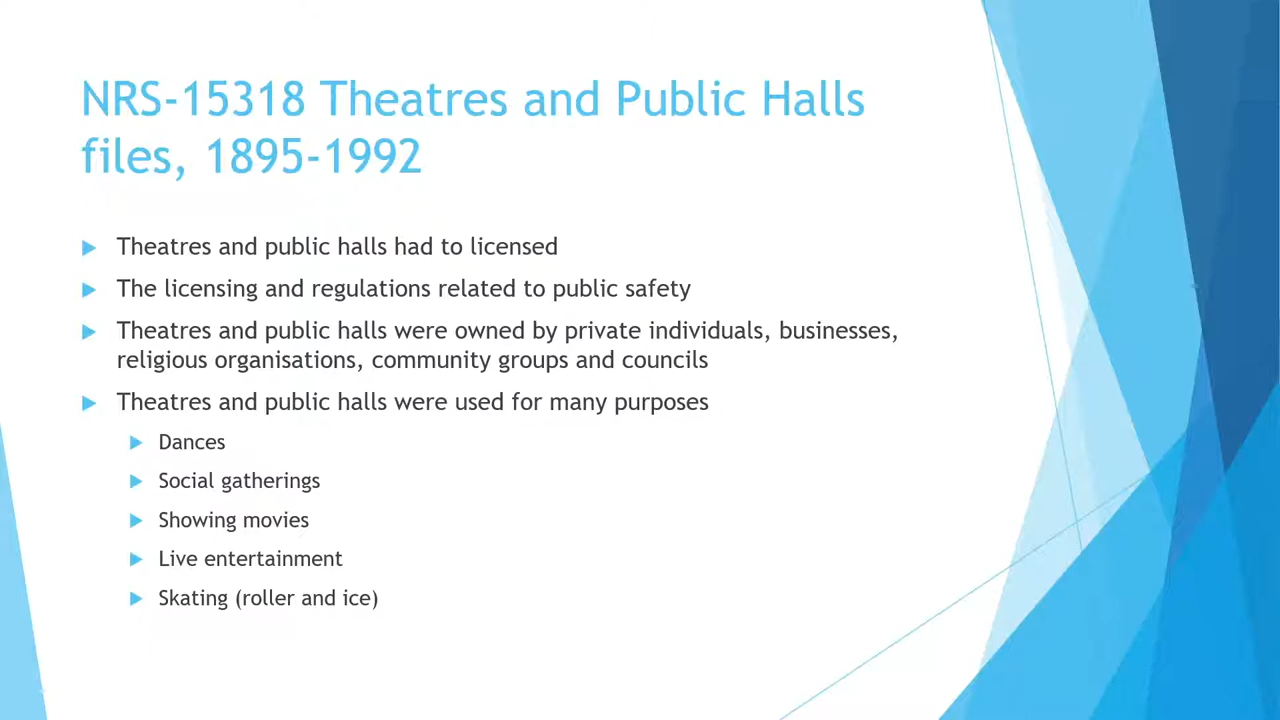 NRS-15318 Theatres and Public Halls
files, 1895-1992
Theatres and public halls had to licensed
The licensing and regulations related to public safety
Theatres and public halls were owned by private individuals, businesses,
religious organisations, community groups and councils
Theatres and public halls were used for many purposes
Dances
Social gatherings
Showing movies
Live entertainment
Skating (roller and ice)